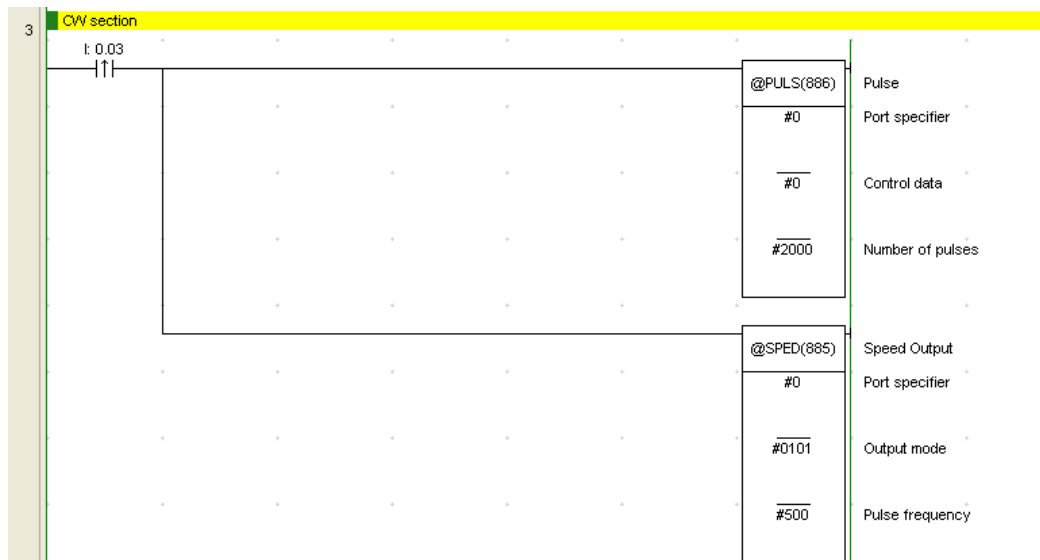 3
CW section
I: 0.03
@PULS(886) Pulse
#0 Port specifier
#0 Control data
#2000 Number of pulses
@SPED(885) Speed Output
#0 Port specifier
#0101 Output mode
#500 Pulse frequency